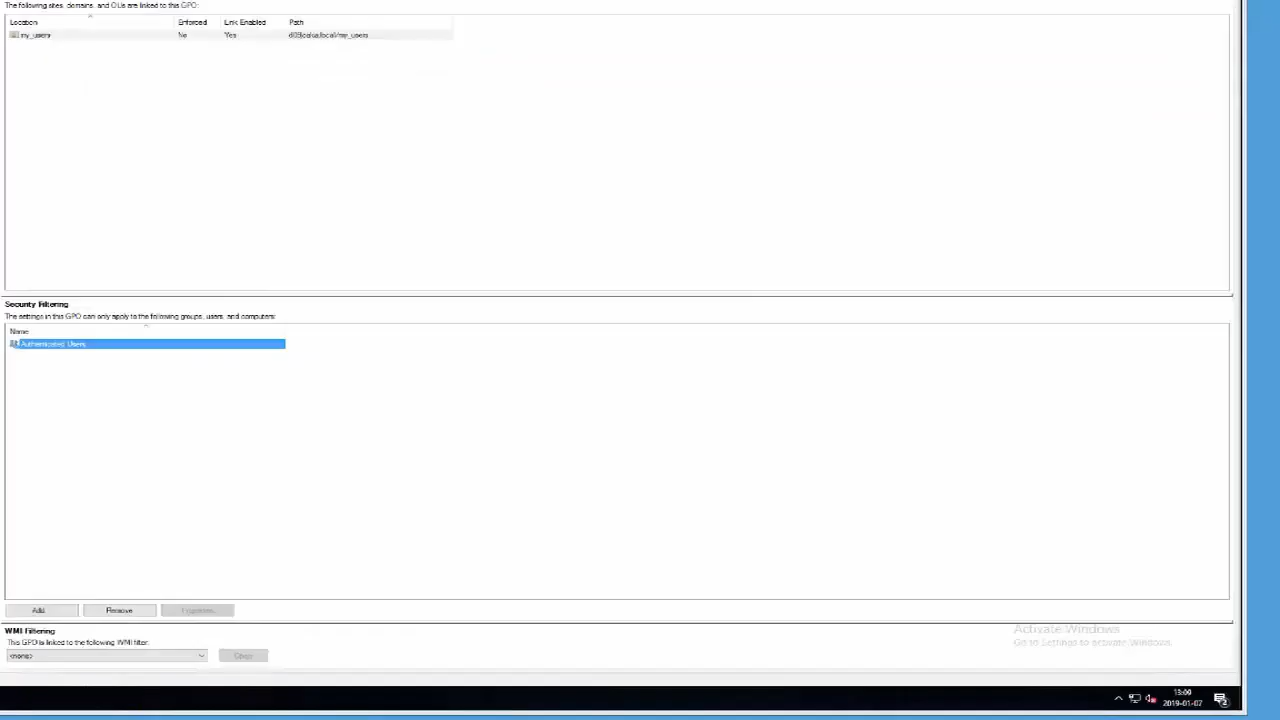 The following sites, domains, and OUs are linked to this GPO:
Location Enforced Link Enabled Path
my_users No Yes
Security Filtering
The settings in this GPO can only apply to the following groups, users, and computers:
Name
Authenticated Users
Add Remove Properties
WMI Filtering
This GPO is linked to the following WMI filter:
<none> Open
Activate Windows
Go to Settings to activate Windows.
13:09
2019-01-07
2